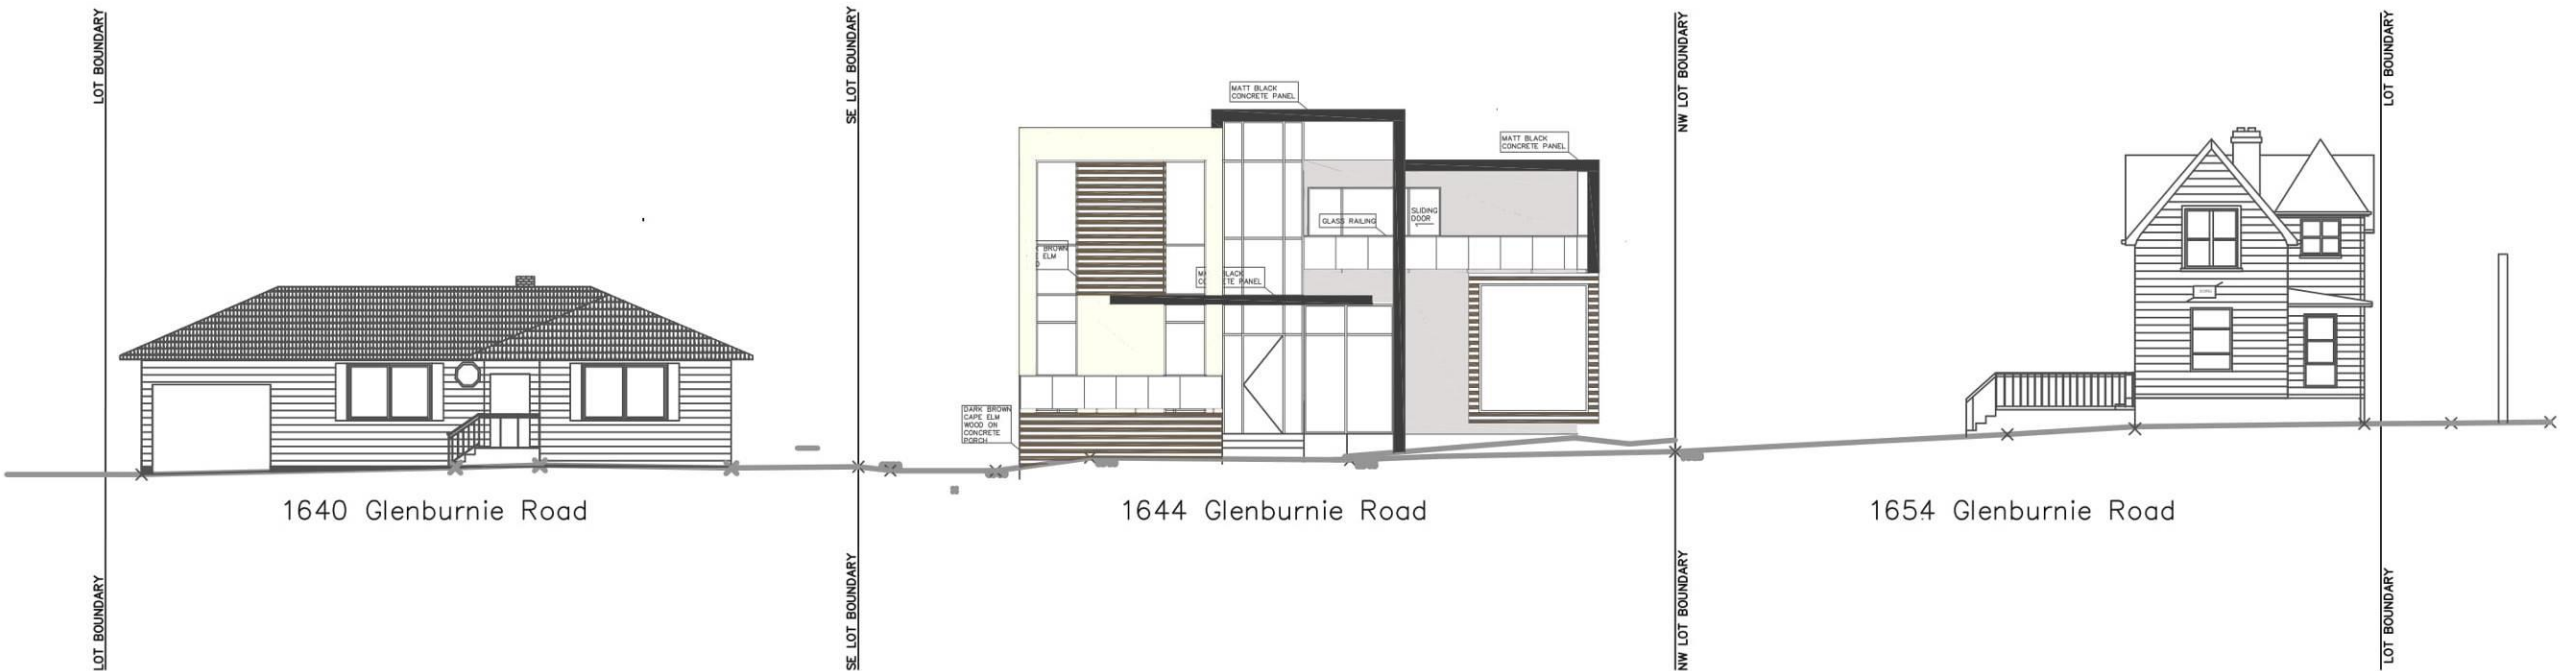 LOT BOUNDARY
SE LOT BOUNDARY
NW LOT BOUNDARY
LOT BOUNDARY
MATT BLACK
CONCRETE PANEL
MATT BLACK
CONCRETE PANEL
GLASS RAILING
SLIDING
DOOR
BROWN
ELM
BLACK
PANEL
DARK BROWN
CAPE ELM
WOOD ON
CONCRETE
PORCH
1640 Glenburnie Road
1644 Glenburnie Road
1654 Glenburnie Road
LOT BOUNDARY
SE LOT BOUNDARY
NW LOT BOUNDARY
LOT BOUNDARY